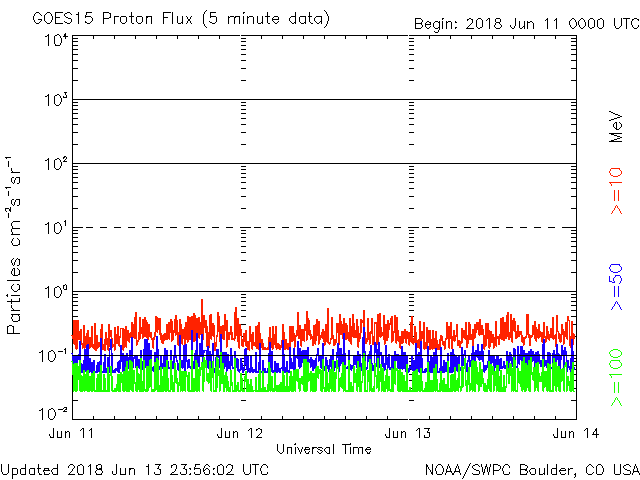 GOES15 Proton Flux (5 minute data)
Begin: 2018 Jun 11 0000 UTC
10⁴
10³
10²
10¹
10⁰
10⁻¹
10⁻²
Particles cm⁻²s⁻¹sr⁻¹
MeV
>=10
>=50
>=100
Jun 11
Jun 12
Jun 13
Jun 14
Universal Time
Updated 2018 Jun 13 23:56:02 UTC
NOAA/SWPC Boulder, CO USA